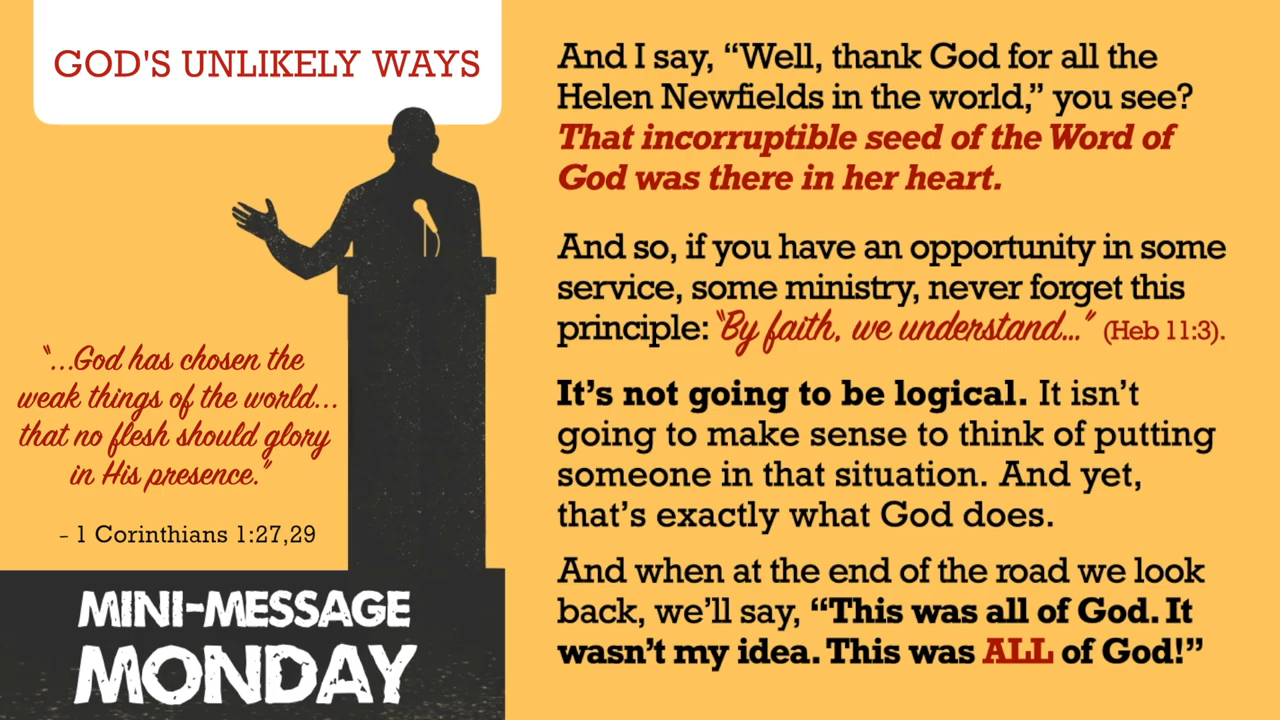 GOD'S UNLIKELY WAYS
“...God has chosen the
weak things of the world...
that no flesh should glory
in His presence.”
– 1 Corinthians 1:27,29
MINI-MESSAGE
MONDAY
And I say, “Well, thank God for all the
Helen Newfields in the world,” you see?
That incorruptible seed of the Word of
God was there in her heart.
And so, if you have an opportunity in some
service, some ministry, never forget this
principle: “By faith, we understand...” (Heb 11:3).
It’s not going to be logical. It isn’t
going to make sense to think of putting
someone in that situation. And yet,
that’s exactly what God does.
And when at the end of the road we look
back, we’ll say, “This was all of God. It
wasn’t my idea. This was ALL of God!”